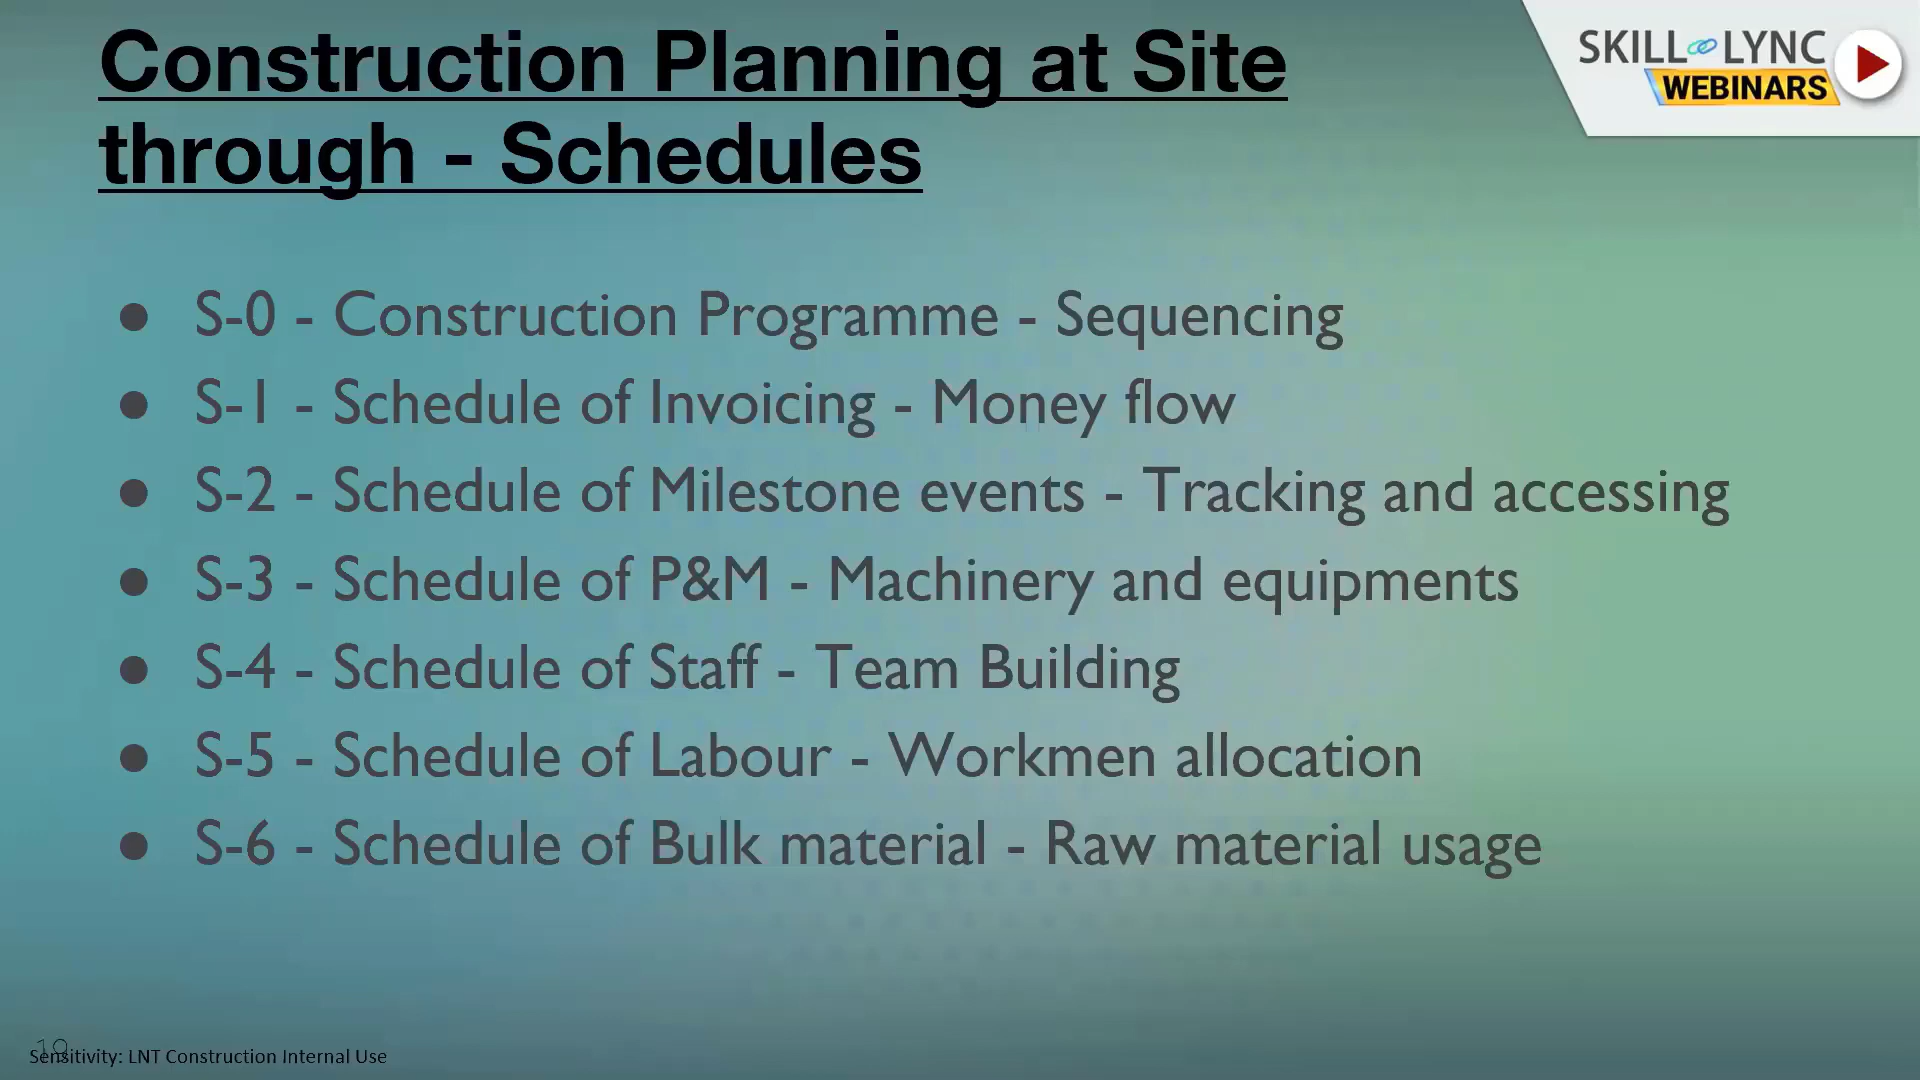 Construction Planning at Site
through - Schedules
SKILL LYNC
WEBINARS
● S-0 - Construction Programme - Sequencing
● S-1 - Schedule of Invoicing - Money flow
● S-2 - Schedule of Milestone events - Tracking and accessing
● S-3 - Schedule of P&M - Machinery and equipments
● S-4 - Schedule of Staff - Team Building
● S-5 - Schedule of Labour - Workmen allocation
● S-6 - Schedule of Bulk material - Raw material usage
19
Sensitivity: LNT Construction Internal Use